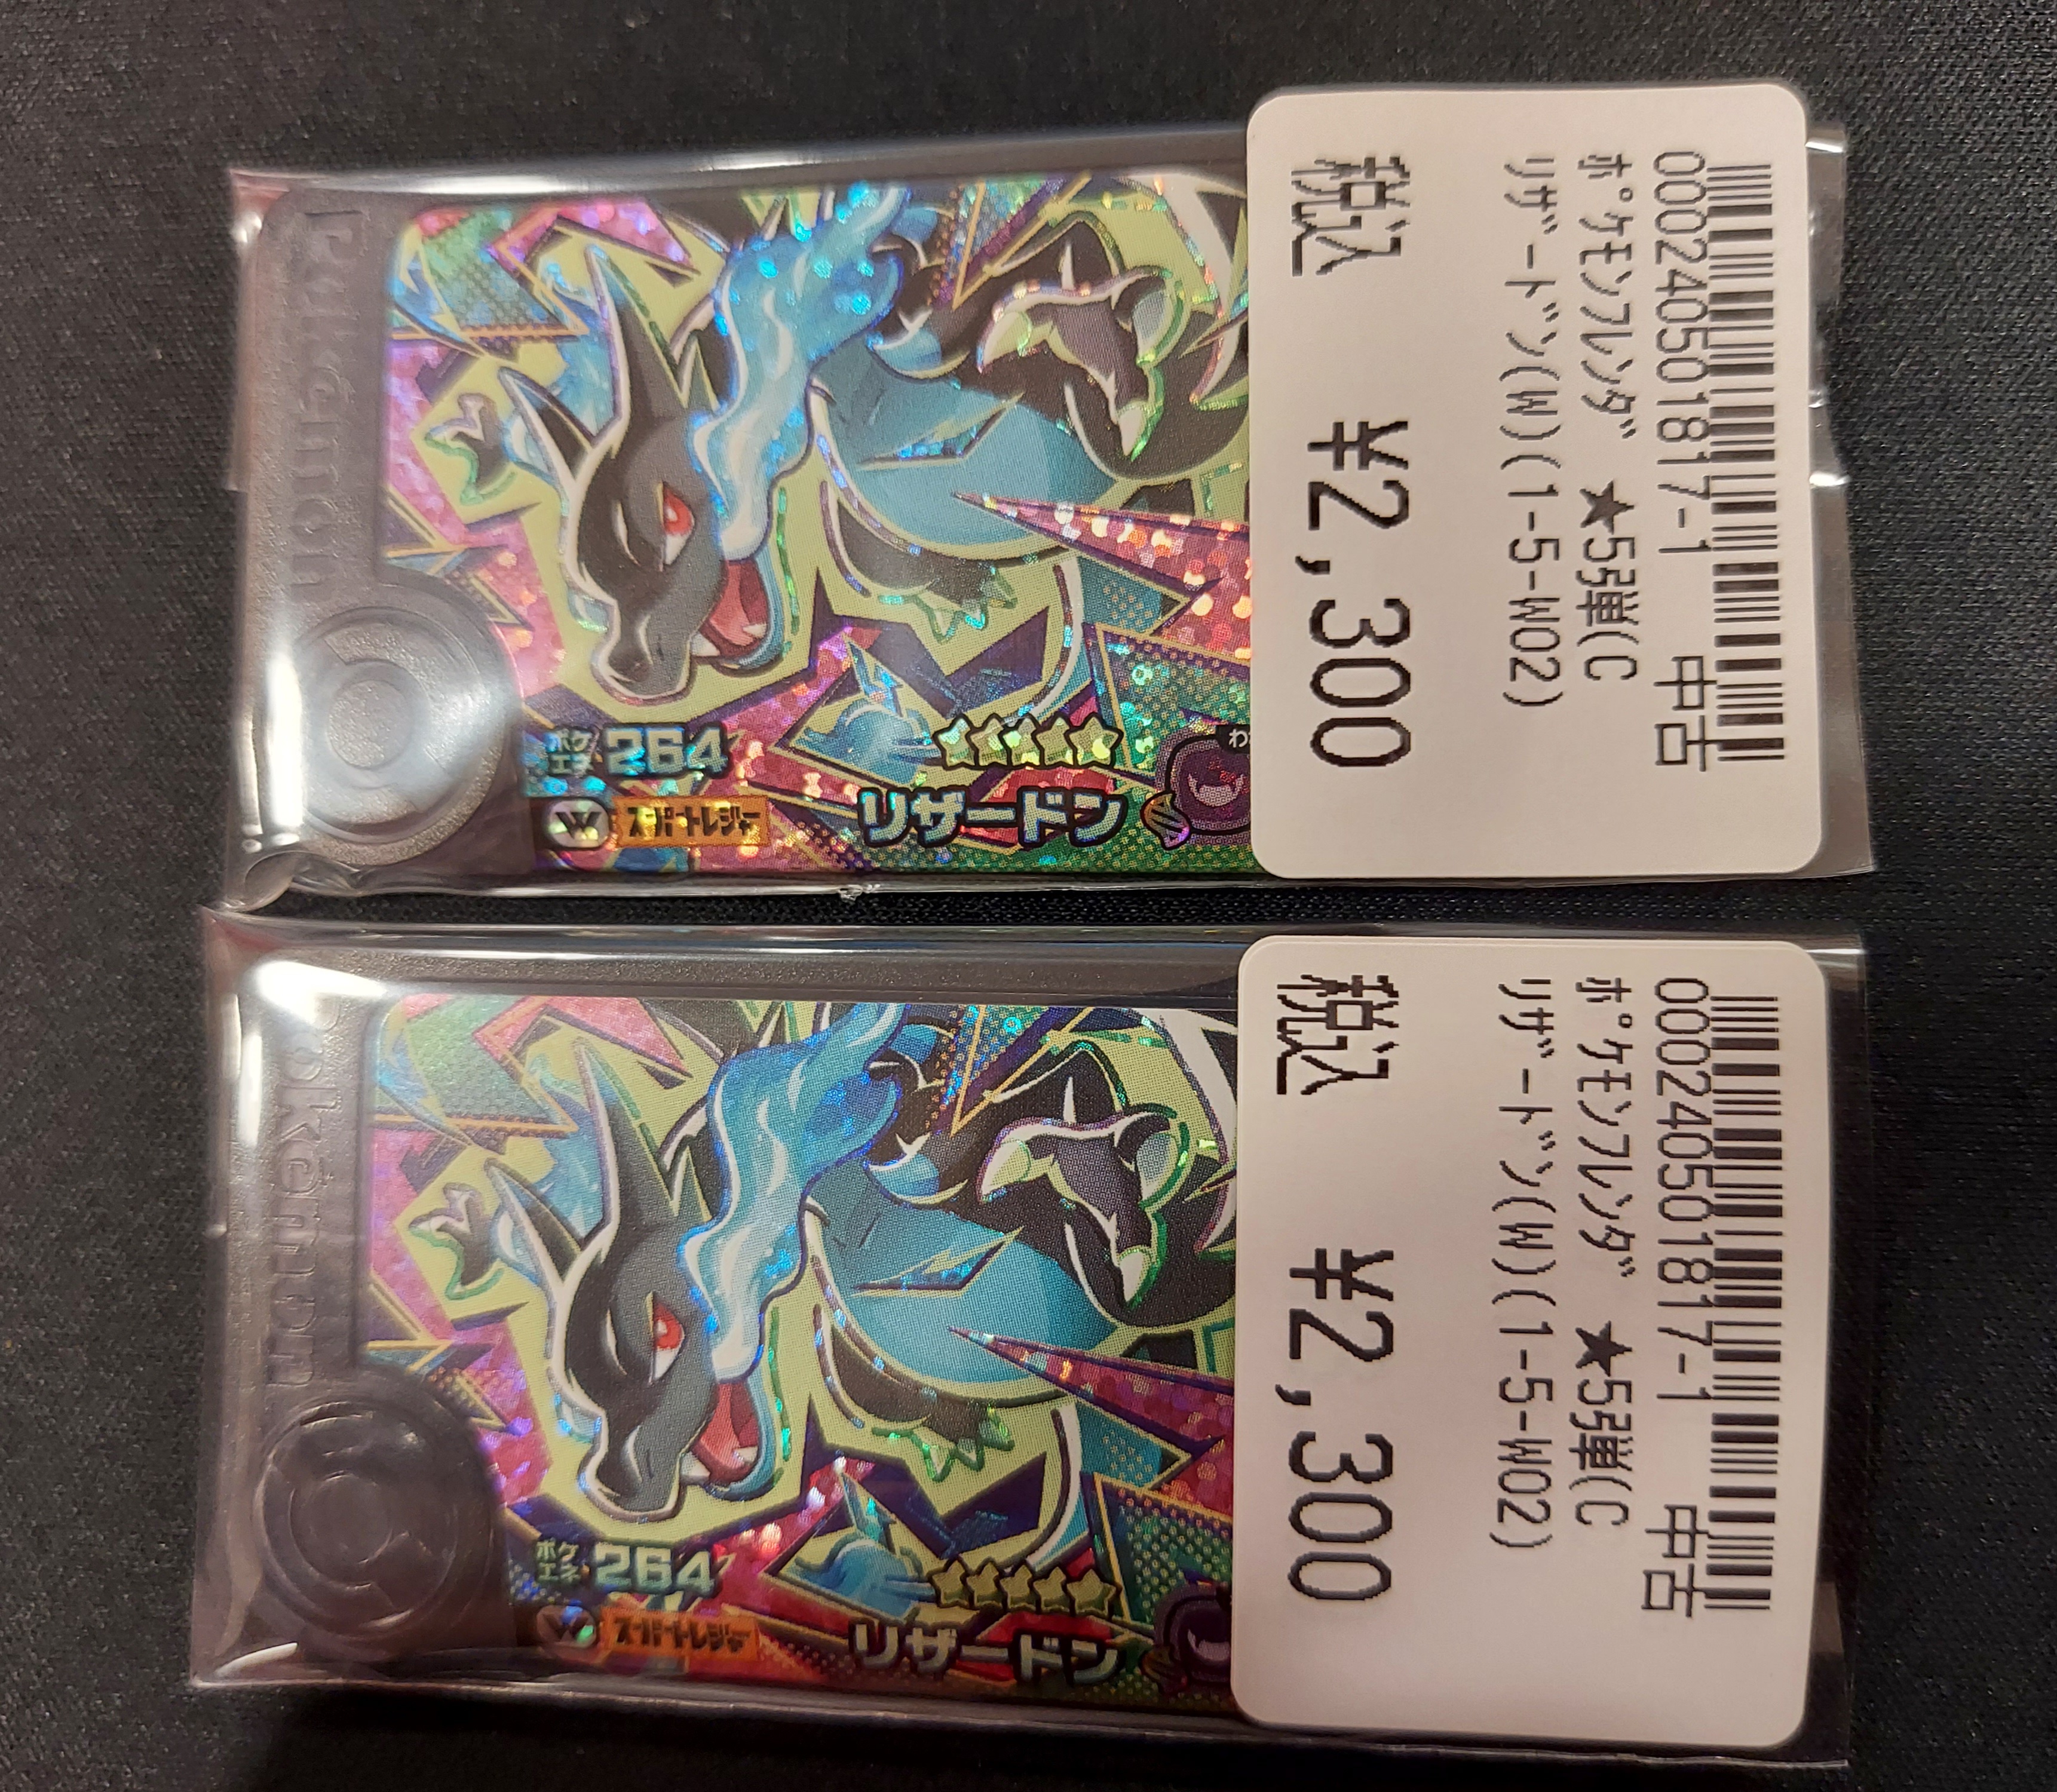 Pokémon
ポケエネ 264
W スーパートレジャー
リザードン
000240501817-1
中古
ﾎﾟｹﾓﾝﾌﾚﾝﾀﾞ ★5弾(C
ﾘｻﾞｰﾄﾞﾝ(W)(1-5-W02)
税込 ¥2,300
Pokémon
ポケエネ 264
W スーパートレジャー
リザードン
000240501817-1
中古
ﾎﾟｹﾓﾝﾌﾚﾝﾀﾞ ★5弾(C
ﾘｻﾞｰﾄﾞﾝ(W)(1-5-W02)
税込 ¥2,300